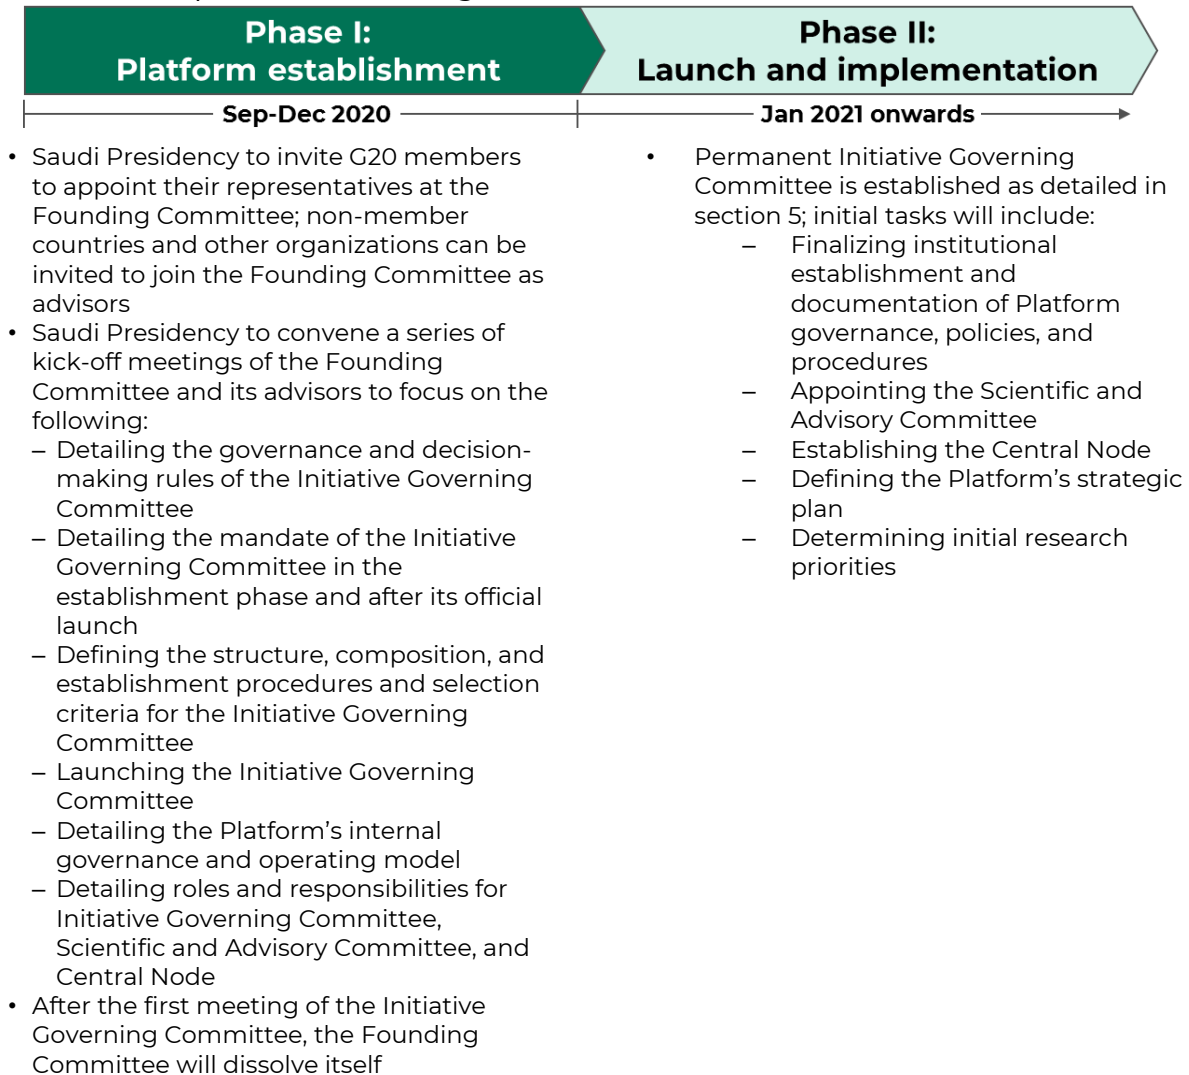 Phase I:
Platform establishment
Phase II:
Launch and implementation
Sep-Dec 2020
Jan 2021 onwards
• Saudi Presidency to invite G20 members
to appoint their representatives at the
Founding Committee; non-member
countries and other organizations can be
invited to join the Founding Committee as
advisors
• Saudi Presidency to convene a series of
kick-off meetings of the Founding
Committee and its advisors to focus on the
following:
– Detailing the governance and decision-
making rules of the Initiative Governing
Committee
– Detailing the mandate of the Initiative
Governing Committee in the
establishment phase and after its official
launch
– Defining the structure, composition, and
establishment procedures and selection
criteria for the Initiative Governing
Committee
– Launching the Initiative Governing
Committee
– Detailing the Platform’s internal
governance and operating model
– Detailing roles and responsibilities for
Initiative Governing Committee,
Scientific and Advisory Committee, and
Central Node
• After the first meeting of the Initiative
Governing Committee, the Founding
Committee will dissolve itself
• Permanent Initiative Governing
Committee is established as detailed in
section 5; initial tasks will include:
– Finalizing institutional
establishment and
documentation of Platform
governance, policies, and
procedures
– Appointing the Scientific and
Advisory Committee
– Establishing the Central Node
– Defining the Platform’s strategic
plan
– Determining initial research
priorities